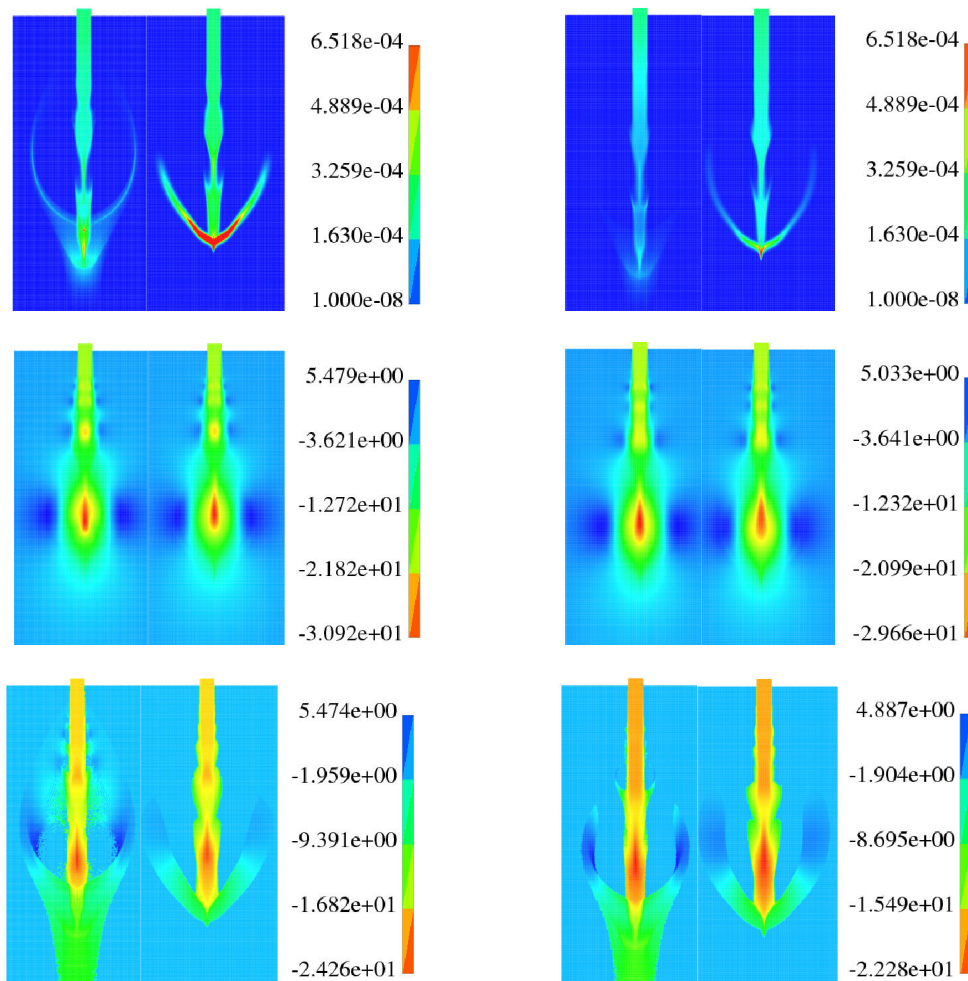 6.518e-04
4.889e-04
3.259e-04
1.630e-04
1.000e-08
6.518e-04
4.889e-04
3.259e-04
1.630e-04
1.000e-08
5.479e+00
-3.621e+00
-1.272e+01
-2.182e+01
-3.092e+01
5.033e+00
-3.641e+00
-1.232e+01
-2.099e+01
-2.966e+01
5.474e+00
-1.959e+00
-9.391e+00
-1.682e+01
-2.426e+01
4.887e+00
-1.904e+00
-8.695e+00
-1.549e+01
-2.228e+01